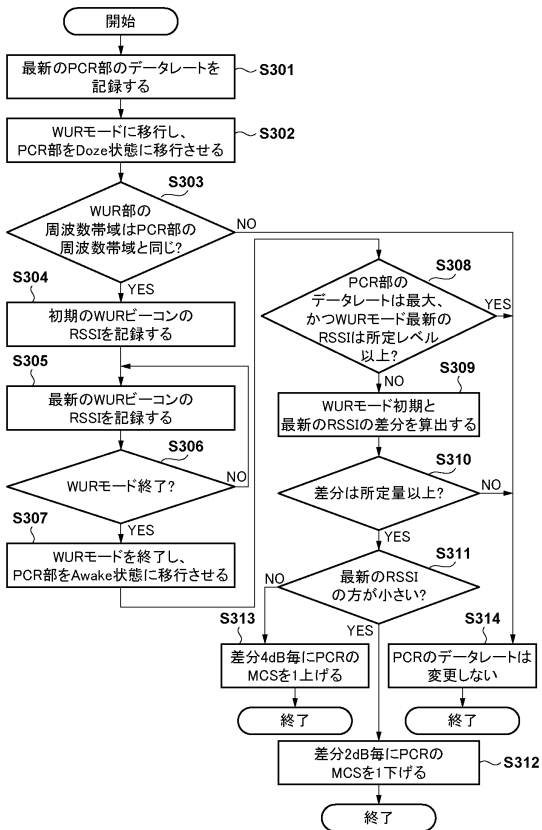 開始
最新のPCR部のデータレートを
記録する
S301
WURモードに移行し、
PCR部をDoze状態に移行させる
S302
S303
WUR部の
周波数帯域はPCR部の
周波数帯域と同じ?
NO
YES
S304
初期のWURビーコンの
RSSIを記録する
S305
最新のWURビーコンの
RSSIを記録する
S306
WURモード終了?
NO
YES
S307
WURモードを終了し、
PCR部をAwake状態に移行させる
S308
PCR部の
データレートは最大、
かつWURモード最新の
RSSIは所定レベル
以上?
YES
NO
S309
WURモード初期と
最新のRSSIの差分を算出する
S310
差分は所定量以上?
NO
YES
S311
最新のRSSI
の方が小さい?
NO
YES
S313
差分4dB毎にPCRの
MCSを1上げる
終了
S314
PCRのデータレートは
変更しない
終了
差分2dB毎にPCRの
MCSを1下げる
S312
終了